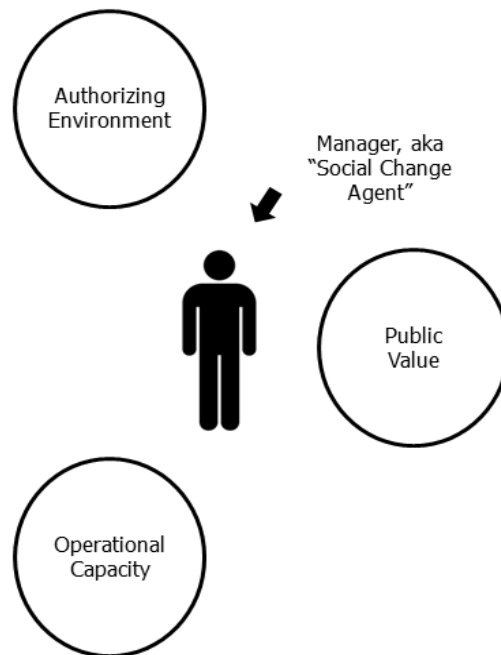 Authorizing
Environment
Manager, aka
“Social Change
Agent”
Public
Value
Operational
Capacity